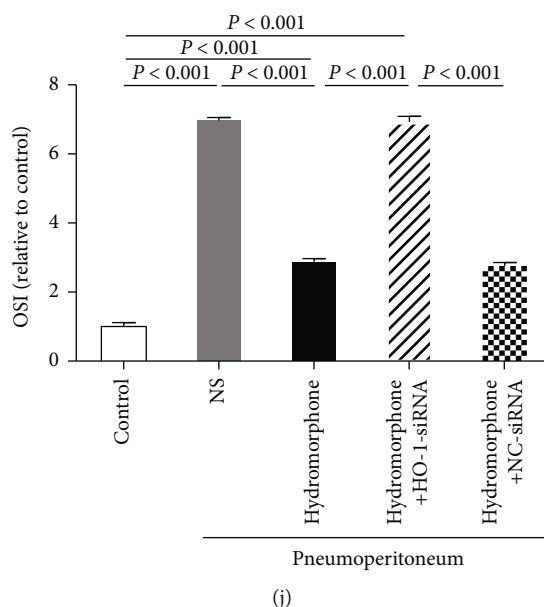 P < 0.001
P < 0.001
P < 0.001 P < 0.001 P < 0.001 P < 0.001
8
6
4
2
0
OSI (relative to control)
Control
NS
Hydromorphone
Hydromorphone
+HO-1-siRNA
Hydromorphone
+NC-siRNA
Pneumoperitoneum
(j)